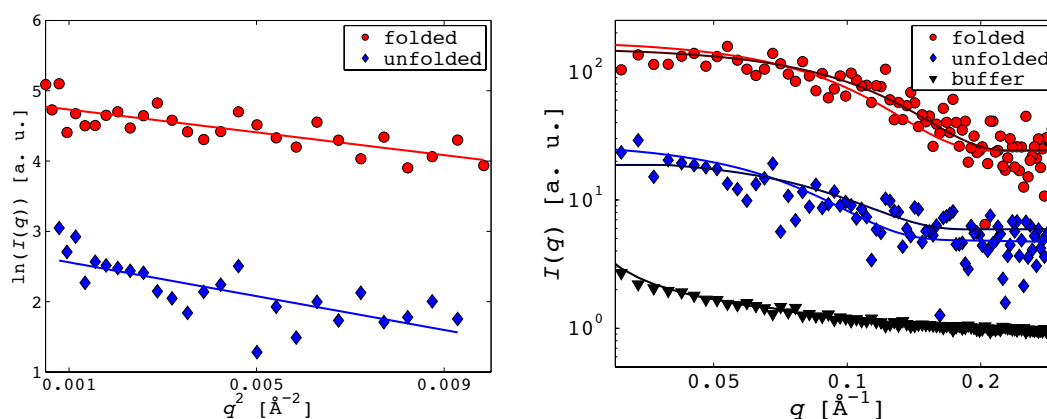 6
5
4
3
2
1
ln(I(q)) [a. u.]
folded
unfolded
0.001
0.005
0.009
q² [Å⁻²]
10²
10¹
10⁰
I(q) [a. u.]
folded
unfolded
buffer
0.05
0.1
0.2
q [Å⁻¹]